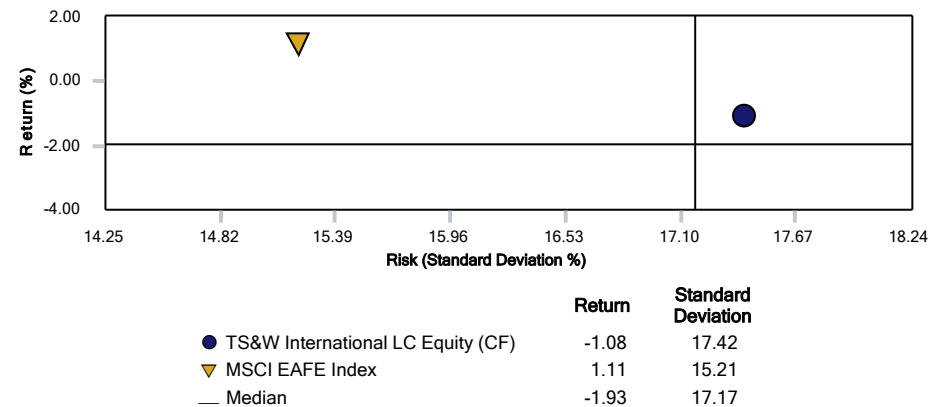 2.00
0.00
-2.00
-4.00
Return (%)
14.25 14.82 15.39 15.96 16.53 17.10 17.67 18.24
Risk (Standard Deviation %)
Return Standard Deviation
TS&W International LC Equity (CF) -1.08 17.42
MSCI EAFE Index 1.11 15.21
Median -1.93 17.17